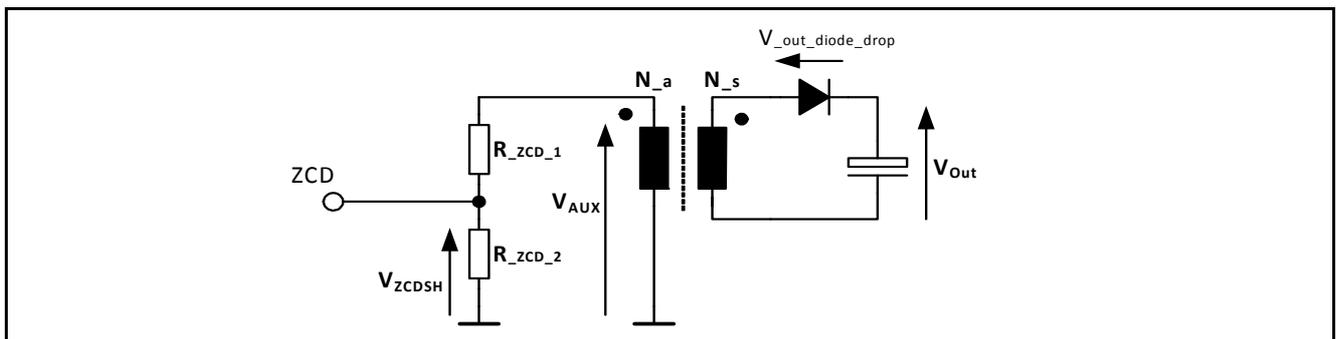 V_out_diode_drop
N_a N_s
R_ZCD_1
ZCD
V_AUX
V_Out
R_ZCD_2
V_ZCDSH